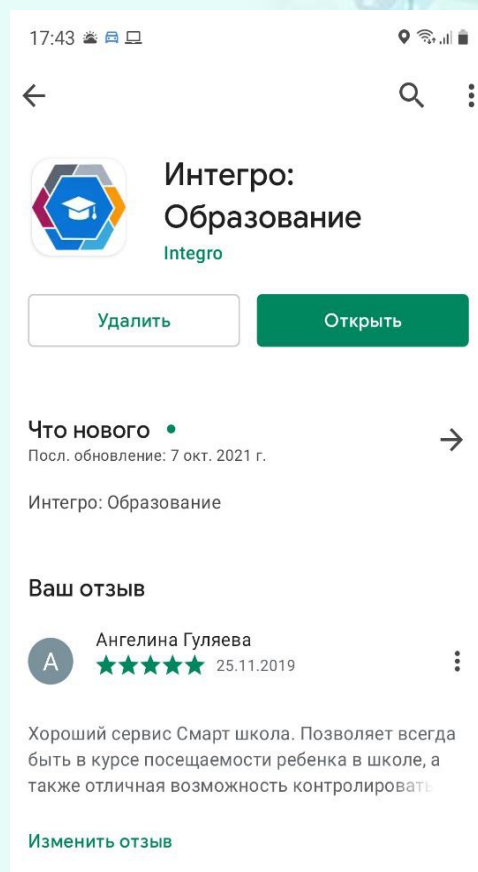 17:43
Интегро:
Образование
Integro
Удалить
Открыть
Что нового
Посл. обновление: 7 окт. 2021 г.
Интегро: Образование
Ваш отзыв
А
Ангелина Гуляева
25.11.2019
Хороший сервис Смарт школа. Позволяет всегда
быть в курсе посещаемости ребенка в школе, а
также отличная возможность контролировать
Изменить отзыв